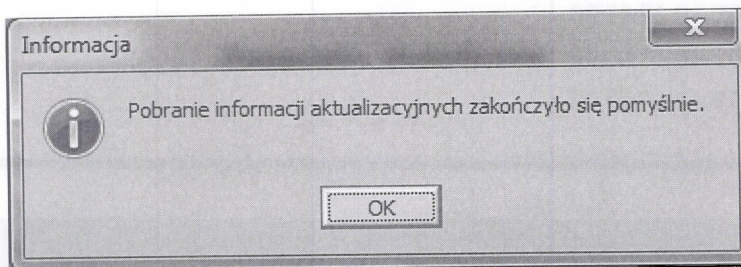 Informacja
X
Pobranie informacji aktualizacyjnych zakończyło się pomyślnie.
OK